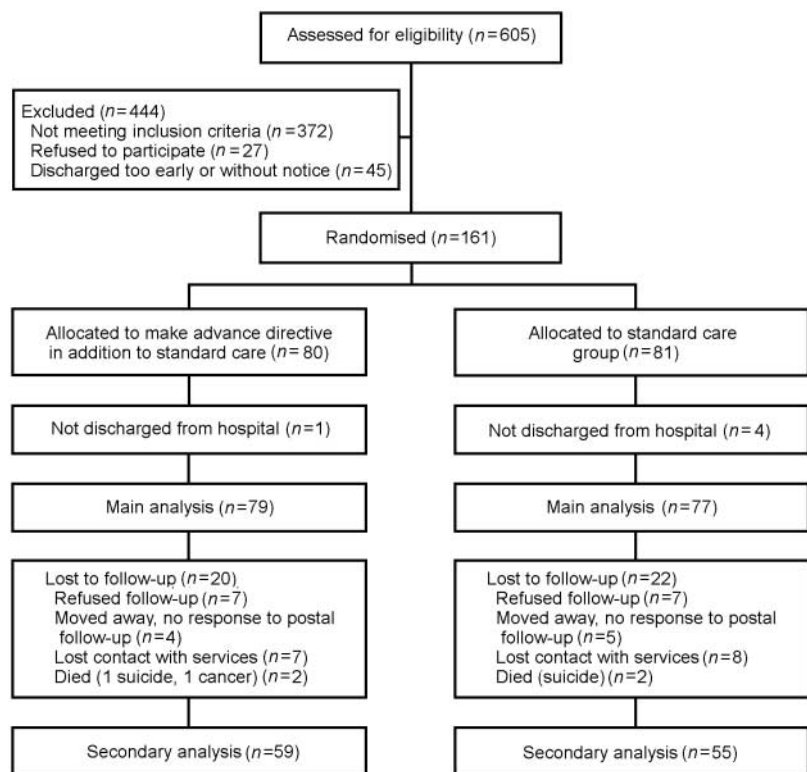 Assessed for eligibility (n=605)
Excluded (n=444)
Not meeting inclusion criteria (n=372)
Refused to participate (n=27)
Discharged too early or without notice (n=45)
Randomised (n=161)
Allocated to make advance directive
in addition to standard care (n=80)
Not discharged from hospital (n=1)
Main analysis (n=79)
Lost to follow-up (n=20)
Refused follow-up (n=7)
Moved away, no response to postal
follow-up (n=4)
Lost contact with services (n=7)
Died (1 suicide, 1 cancer) (n=2)
Secondary analysis (n=59)
Allocated to standard care
group (n=81)
Not discharged from hospital (n=4)
Main analysis (n=77)
Lost to follow-up (n=22)
Refused follow-up (n=7)
Moved away, no response to postal
follow-up (n=5)
Lost contact with services (n=8)
Died (suicide) (n=2)
Secondary analysis (n=55)